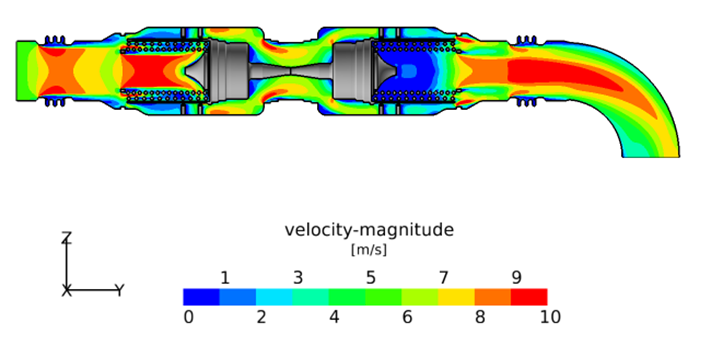 Z
X Y
velocity-magnitude
[m/s]
1 3 5 7 9
0 2 4 6 8 10